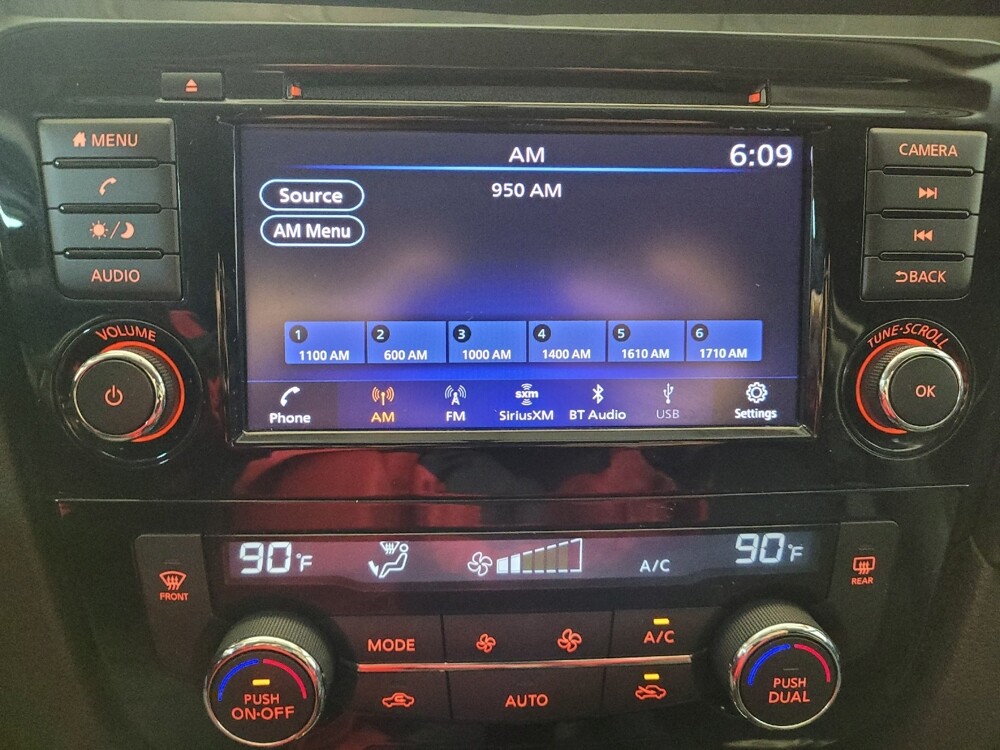 MENU
AUDIO
VOLUME
AM
6:09
Source
950 AM
AM Menu
1 1100 AM
2 600 AM
3 1000 AM
4 1400 AM
5 1610 AM
6 1710 AM
Phone
AM
FM
sxm
SiriusXM
BT Audio
USB
Settings
CAMERA
BACK
TUNE·SCROLL
OK
90°F
A/C
90°F
FRONT
REAR
MODE
A/C
PUSH
ON·OFF
AUTO
PUSH
DUAL